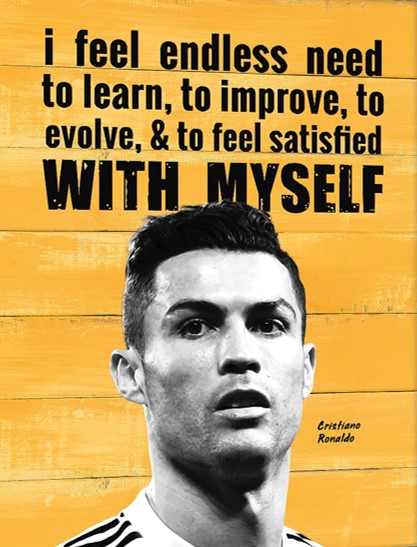 i feel endless need
to learn, to improve, to
evolve, & to feel satisfied
WITH MYSELF
Cristiano
Ronaldo